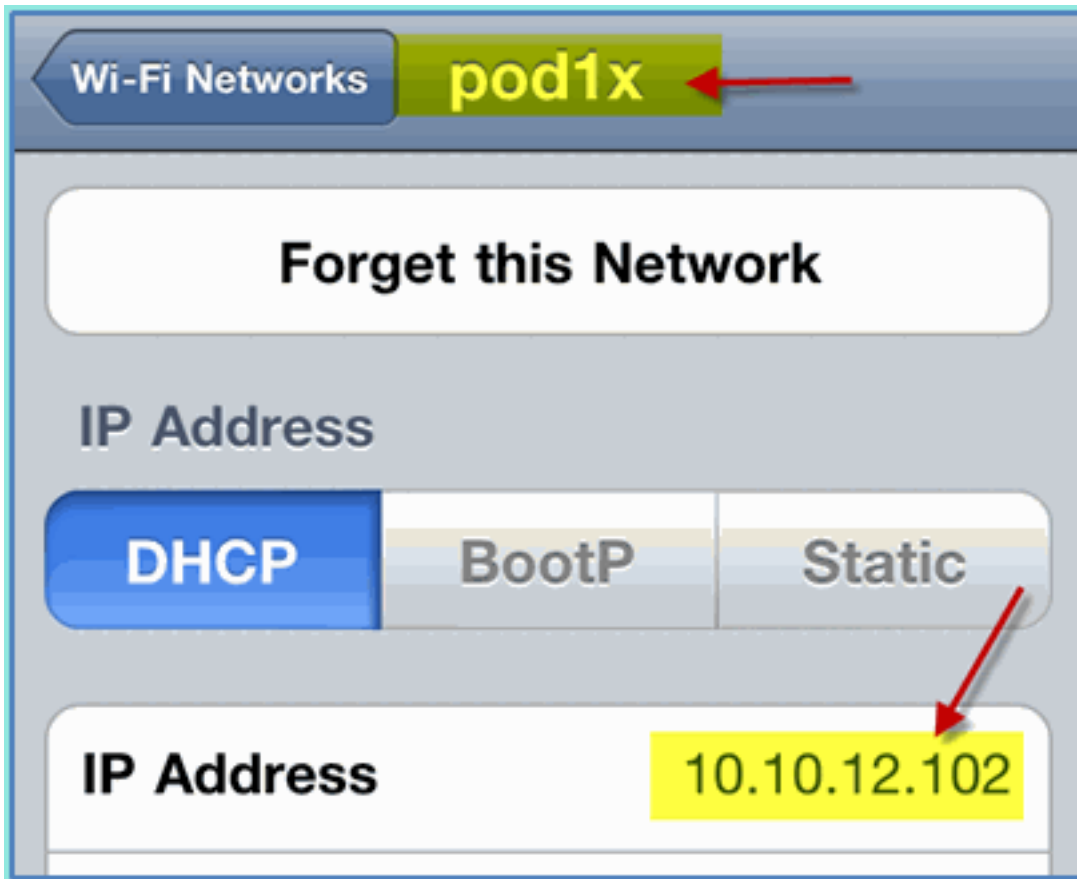 Wi-Fi Networks pod1x
Forget this Network
IP Address
DHCP BootP Static
IP Address 10.10.12.102